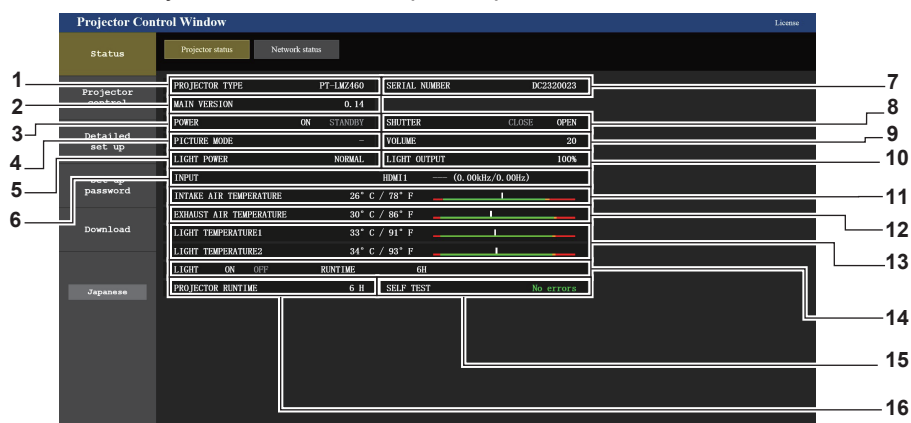 Projector Control Window License
Status Projector status Network status
1 PROJECTOR TYPE PT-LMZ460 SERIAL NUMBER DC2320023 7
Projector
control
2 MAIN VERSION 0.14
3 POWER ON STANDBY SHUTTER CLOSE OPEN 8
Detailed
set up
4 PICTURE MODE - VOLUME 20 9
5 LIGHT POWER NORMAL LIGHT OUTPUT 100% 10
6 INPUT HDMI1 --- (0.00kHz/0.00Hz)
Set up
password
INTAKE AIR TEMPERATURE 26° C / 78° F 11
EXHAUST AIR TEMPERATURE 30° C / 86° F 12
Download
LIGHT TEMPERATURE1 33° C / 91° F
LIGHT TEMPERATURE2 34° C / 93° F 13
LIGHT ON OFF RUNTIME 6H 14
Japanese
PROJECTOR RUNTIME 6 H SELF TEST No errors 15
16